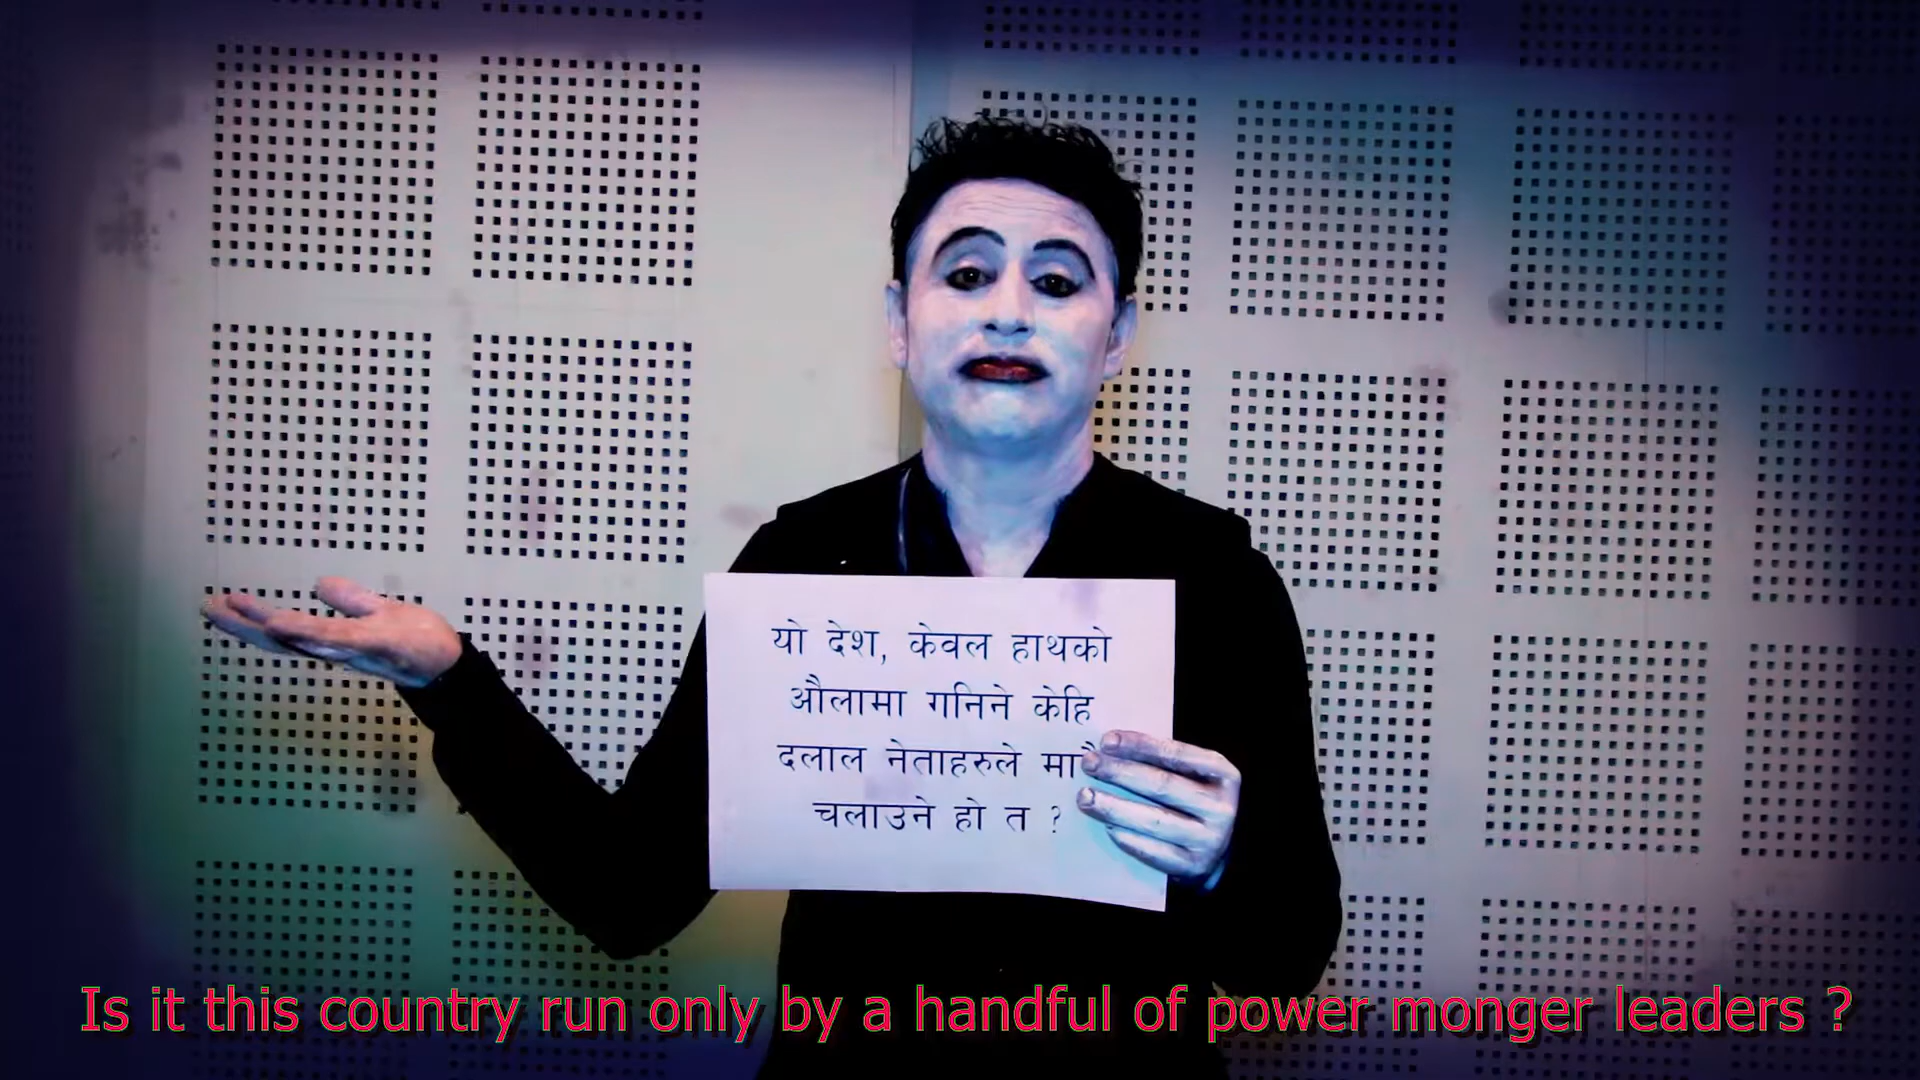 यो देश, केवल हाथको
औलामा गनिने केहि
दलाल नेताहरुले
चलाउने हो त ?
Is it this country run only by a handful of power monger leaders ?